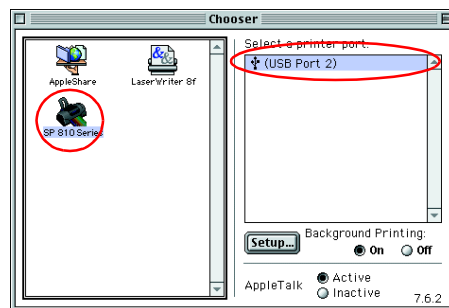 Chooser
Select a printer port:
(USB Port 2)
AppleShare
LaserWriter 8f
SP 810 Series
Setup...
Background Printing:
On
Off
AppleTalk
Active
Inactive
7.6.2